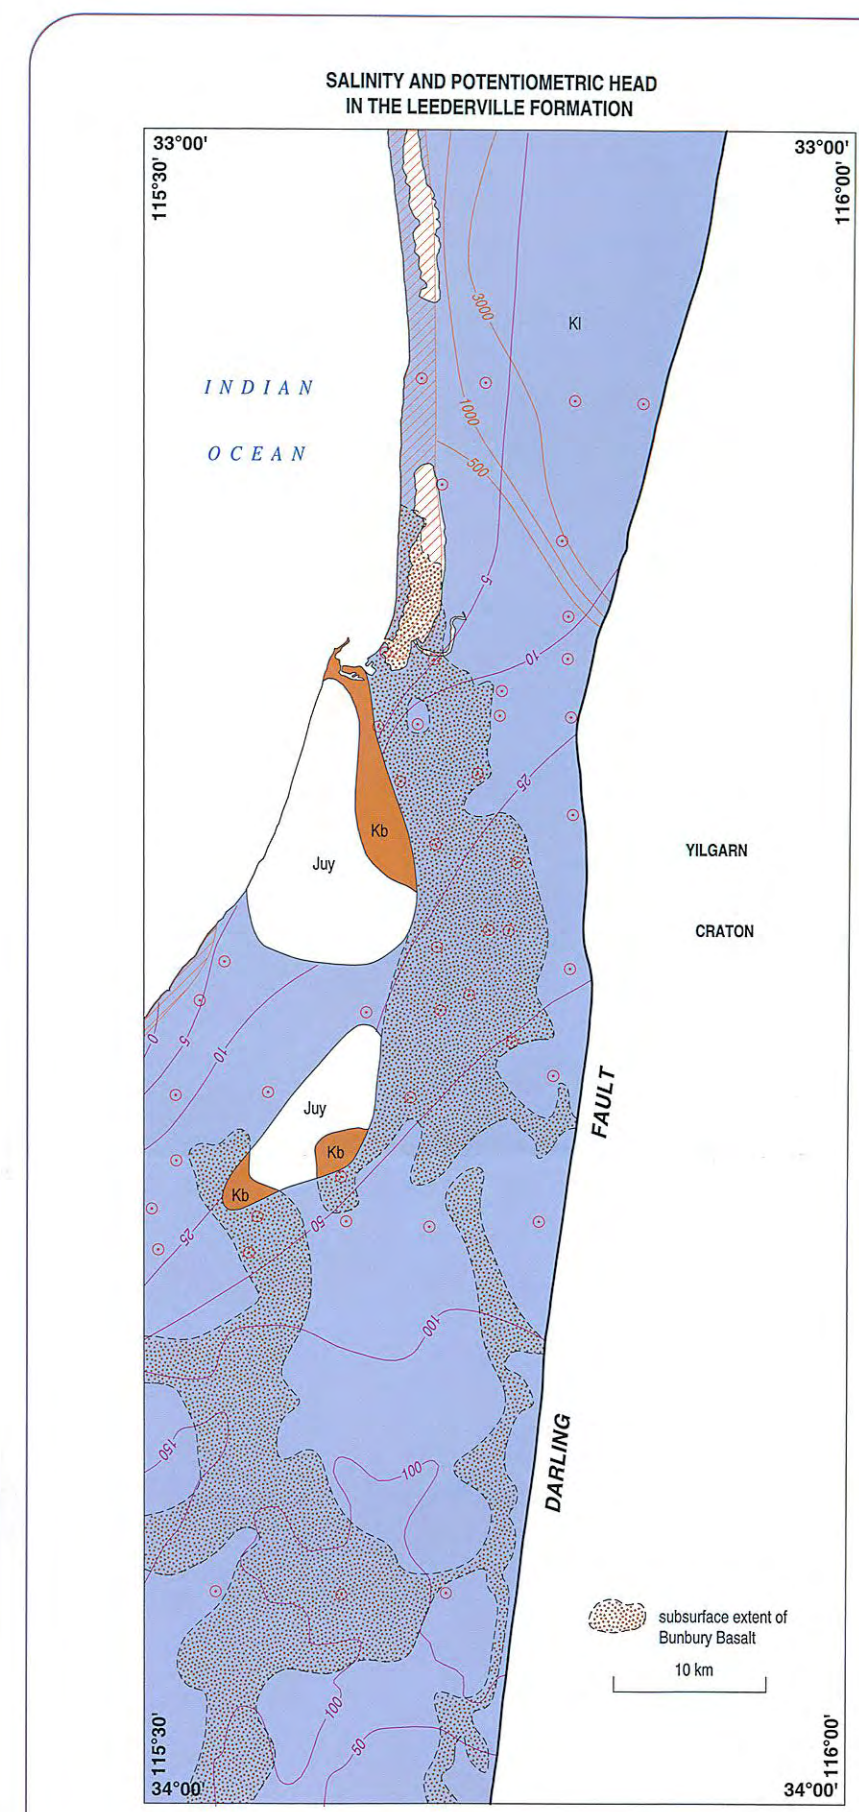 SALINITY AND POTENTIOMETRIC HEAD
IN THE LEEDERVILLE FORMATION
33°00'
33°00'
115°30'
116°00'
3000
Kl
INDIAN
1000
OCEAN
500
5
10
25
Kb
YILGARN
Juy
CRATON
0
5
10
FAULT
Juy
Kb
Kb
50
25
100
150
100
DARLING
subsurface extent of
Bunbury Basalt
10 km
100
50
115°30'
116°00'
34°00'
34°00'